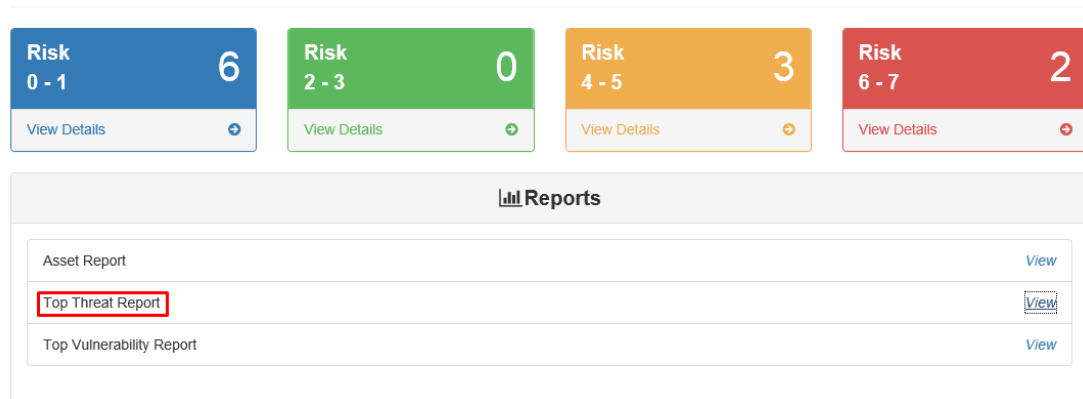 Risk
0 - 1
6
View Details
Risk
2 - 3
0
View Details
Risk
4 - 5
3
View Details
Risk
6 - 7
2
View Details
Reports
Asset Report View
Top Threat Report View
Top Vulnerability Report View